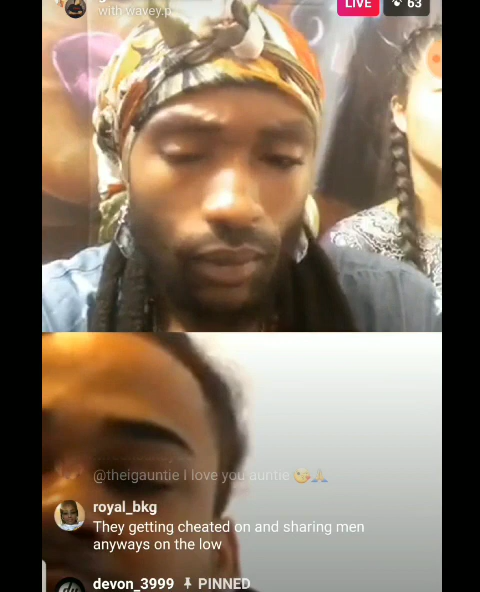 with wavey.p
LIVE
63
@theigauntie I love you auntie 😘🙏
royal_bkg
They getting cheated on and sharing men
anyways on the low
devon_3999 PINNED